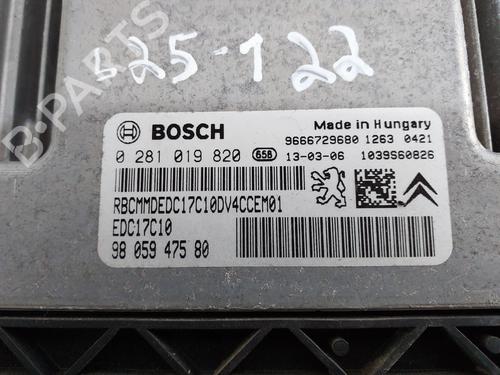 325-122
BOSCH
Made in Hungary
9666729680 1263 0421
0 281 019 820 658 13-03-06 1039S60826
RBCMMDEDC17C10DV4CCEM01
EDC17C10
98 059 475 80
B-PARTS